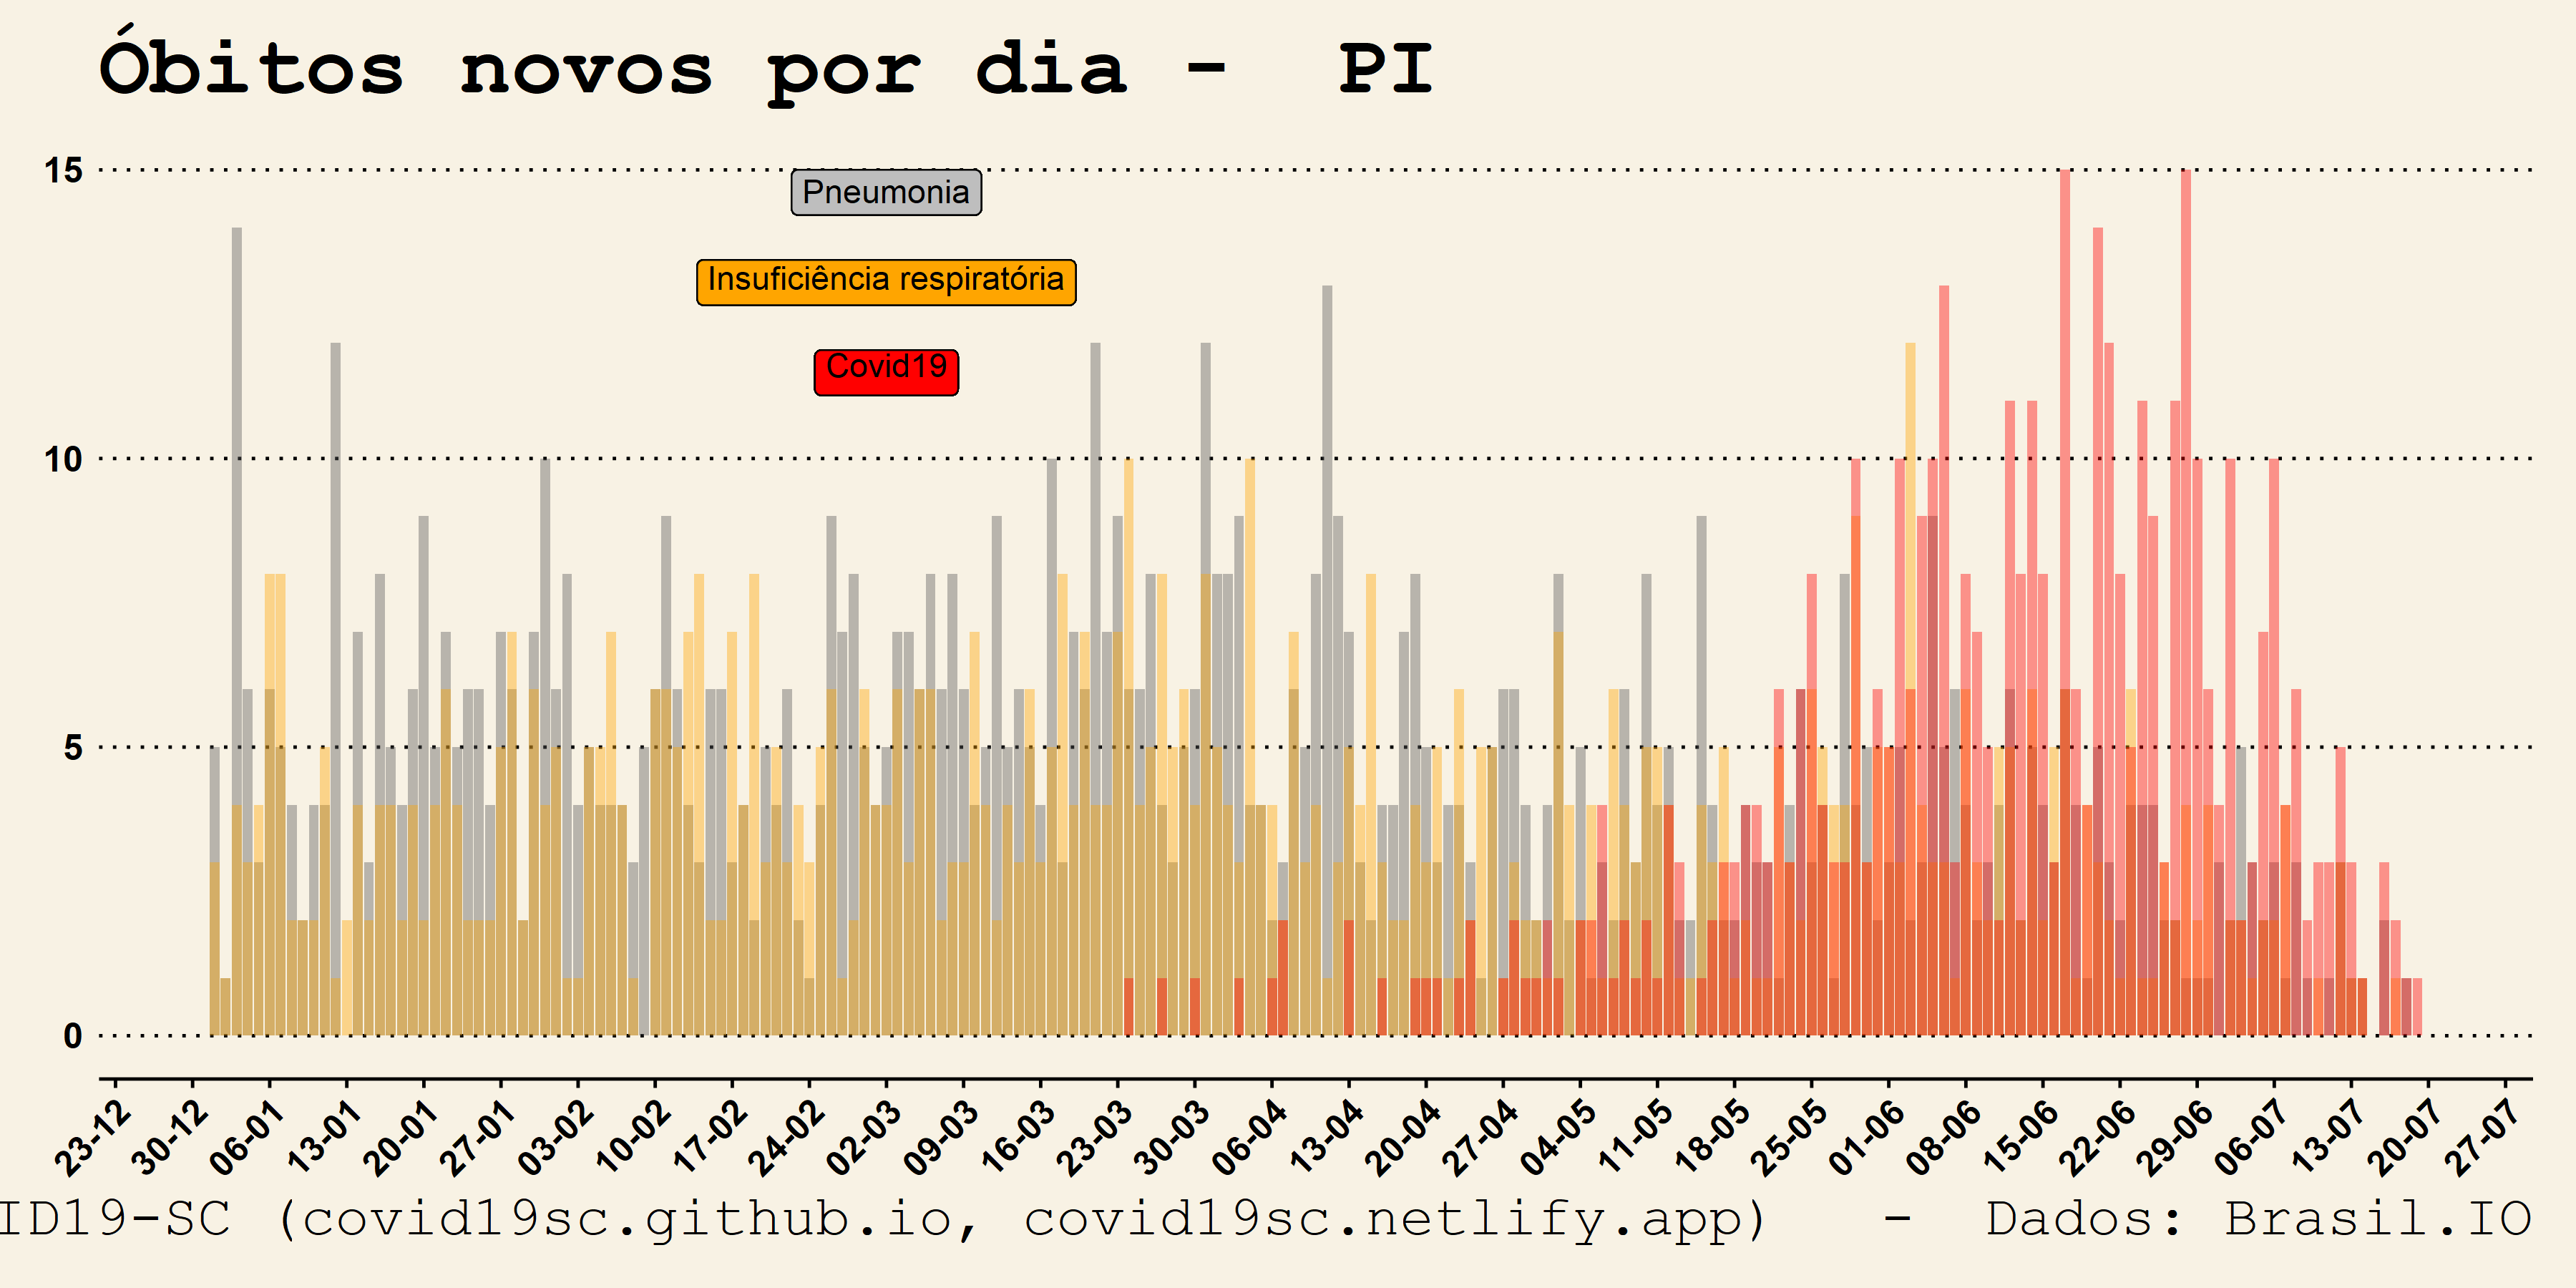 Óbitos novos por dia - PI
15
Pneumonia
Insuficiência respiratória
Covid19
10
5
0
23-12 30-12 06-01 13-01 20-01 27-01 03-02 10-02 17-02 24-02 02-03 09-03 16-03 23-03 30-03 06-04 13-04 20-04 27-04 04-05 11-05 18-05 25-05 01-06 08-06 15-06 22-06 29-06 06-07 13-07 20-07 27-07
ID19-SC (covid19sc.github.io, covid19sc.netlify.app) - Dados: Brasil.IO